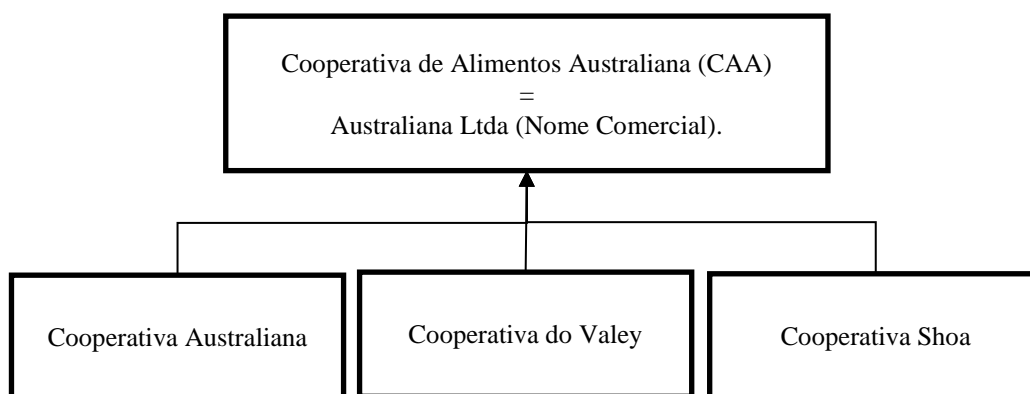 Cooperativa de Alimentos Australiana (CAA)
=
Australiana Ltda (Nome Comercial).
Cooperativa Australiana
Cooperativa do Valey
Cooperativa Shoa